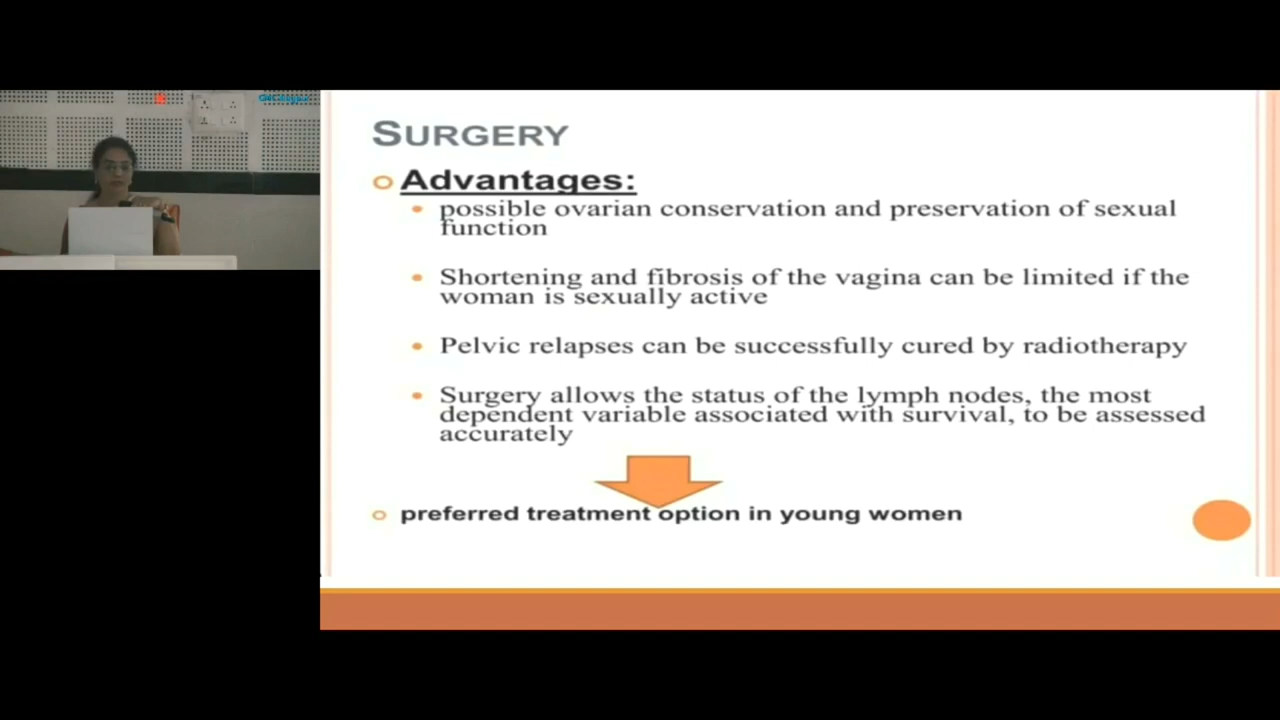 SURGERY
Advantages:
possible ovarian conservation and preservation of sexual
function
Shortening and fibrosis of the vagina can be limited if the
woman is sexually active
Pelvic relapses can be successfully cured by radiotherapy
Surgery allows the status of the lymph nodes, the most
dependent variable associated with survival, to be assessed
accurately
preferred treatment option in young women